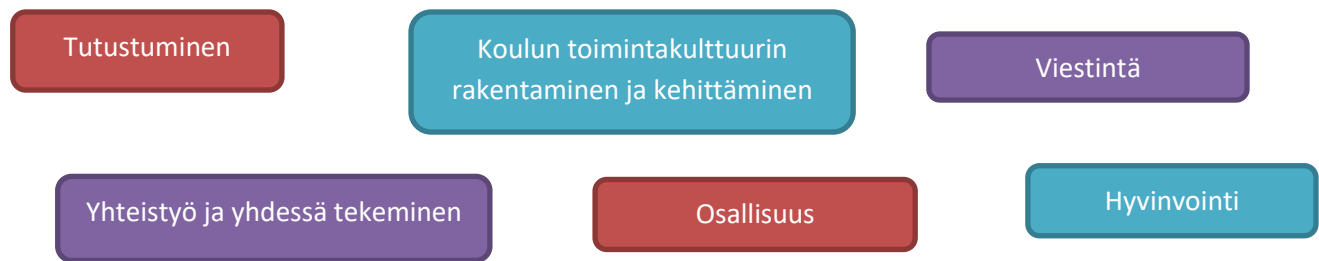 Tutustuminen
Koulun toimintakulttuurin
rakentaminen ja kehittäminen
Viestintä
Yhteistyö ja yhdessä tekeminen
Osallisuus
Hyvinvointi